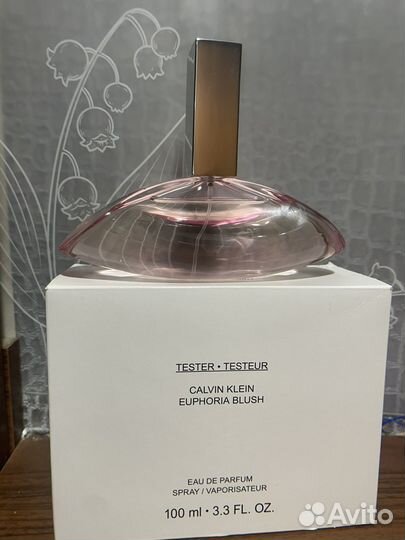 TESTER • TESTEUR
CALVIN KLEIN
EUPHORIA BLUSH
EAU DE PARFUM
SPRAY / VAPORISATEUR
100 ml • 3.3 FL. OZ.
Avito